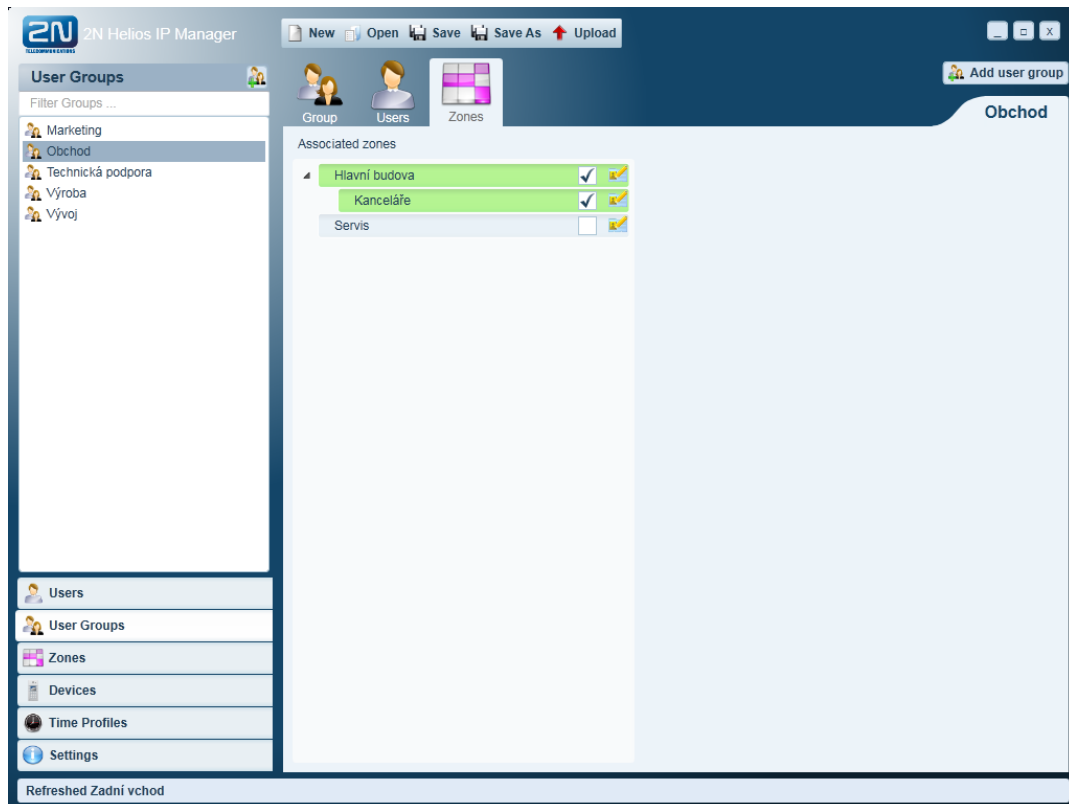 2N 2N Helios IP Manager
TELECOMMUNICATIONS
New Open Save Save As Upload
_ □ X
User Groups
Add user group
Filter Groups ...
Group Users Zones
Obchod
Marketing
Obchod
Technická podpora
Výroba
Vývoj
Associated zones
Hlavní budova
Kanceláře
Servis
Users
User Groups
Zones
Devices
Time Profiles
Settings
Refreshed Zadní vchod